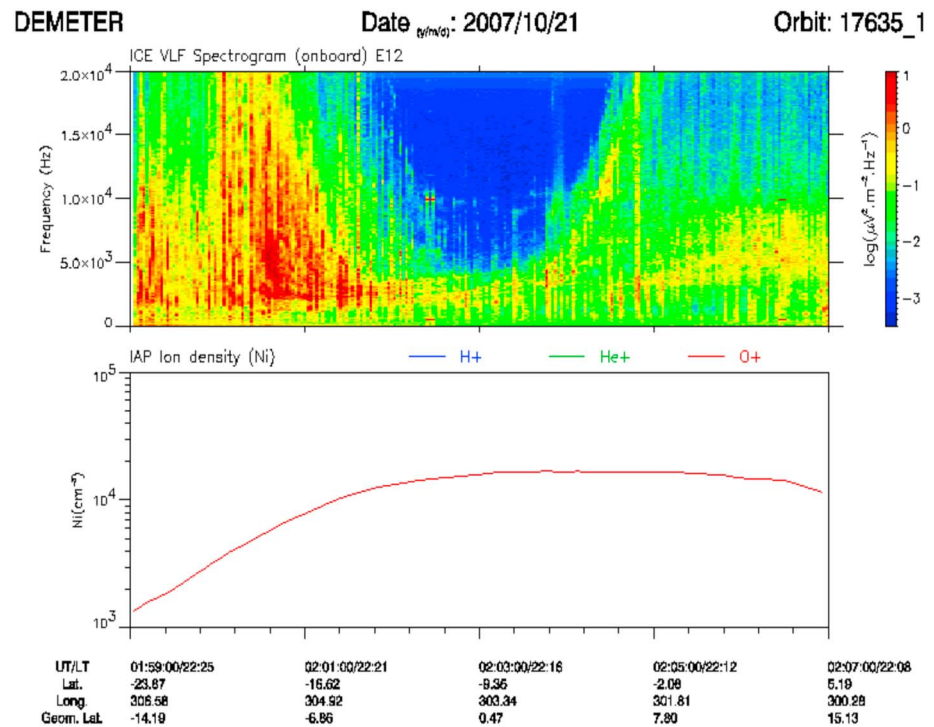 DEMETER Date (y/m/d): 2007/10/21 Orbit: 17635_1
ICE VLF Spectrogram (onboard) E12
2.0×10⁴
1.5×10⁴
1.0×10⁴
5.0×10³
0
Frequency (Hz)
1
0
−1
−2
−3
log(μV².m⁻².Hz⁻¹)
IAP Ion density (Ni) H+ He+ O+
10⁵
10⁴
10³
Ni(cm⁻³)
UT/LT 01:59:00/22:25 02:01:00/22:21 02:03:00/22:16 02:05:00/22:12 02:07:00/22:08
Lat. -23.87 -16.62 -9.36 -2.08 5.19
Long. 306.58 304.92 303.34 301.81 300.28
Geom. Lat. -14.19 -6.86 0.47 7.80 15.13